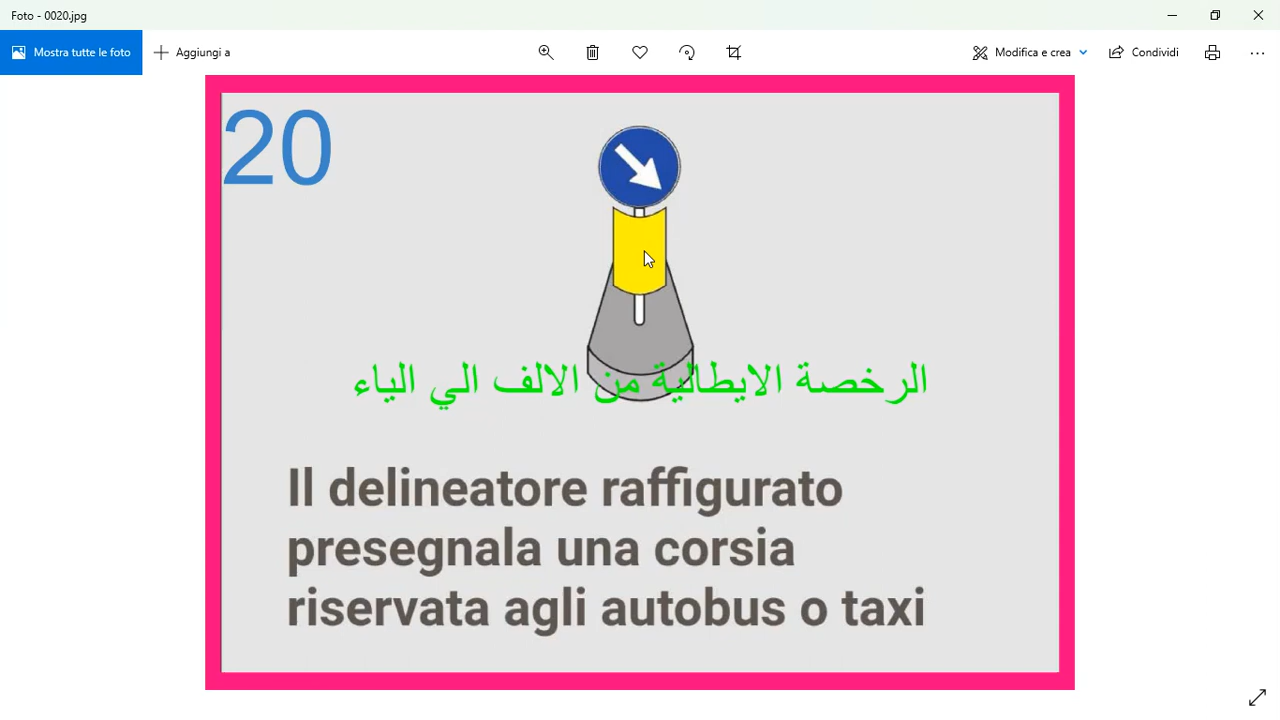 Foto - 0020.jpg
Mostra tutte le foto
Aggiungi a
Modifica e crea
Condividi
20
الرخصة الايطالية من الالف الي الياء
Il delineatore raffigurato
presegnala una corsia
riservata agli autobus o taxi